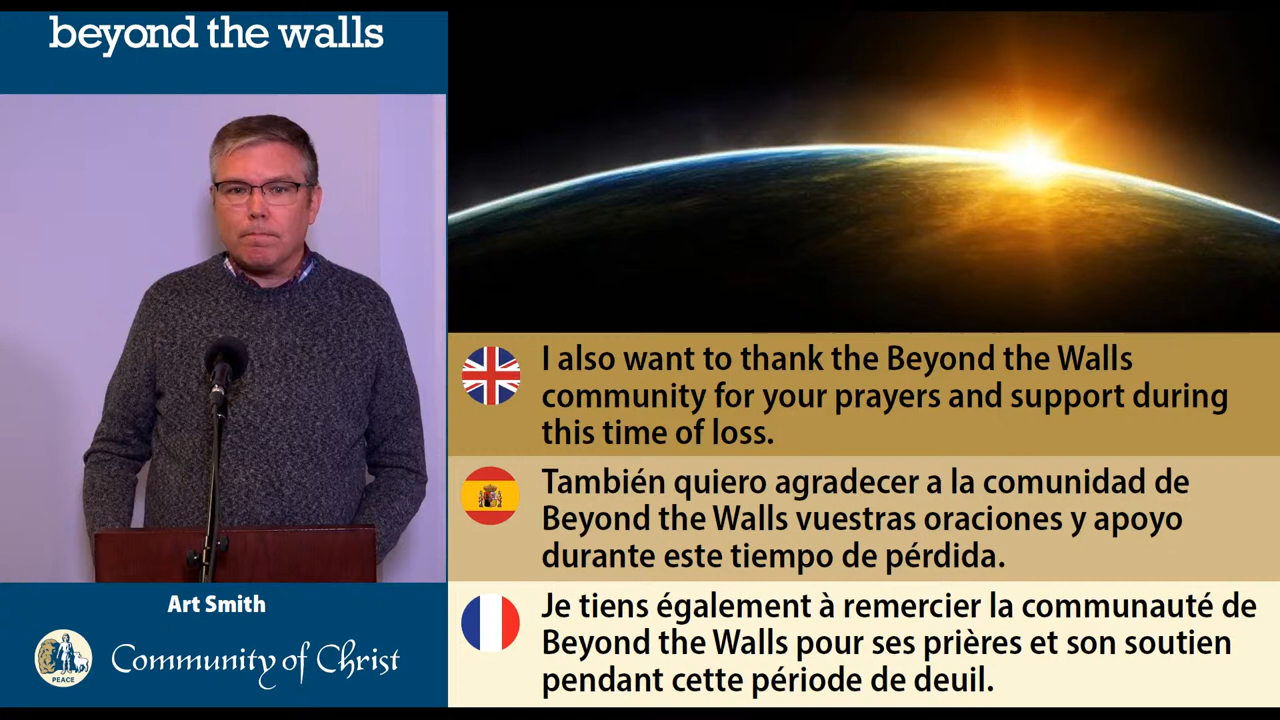 beyond the walls
Art Smith
PEACE
Community of Christ
I also want to thank the Beyond the Walls
community for your prayers and support during
this time of loss.
También quiero agradecer a la comunidad de
Beyond the Walls vuestras oraciones y apoyo
durante este tiempo de pérdida.
Je tiens également à remercier la communauté de
Beyond the Walls pour ses prières et son soutien
pendant cette période de deuil.